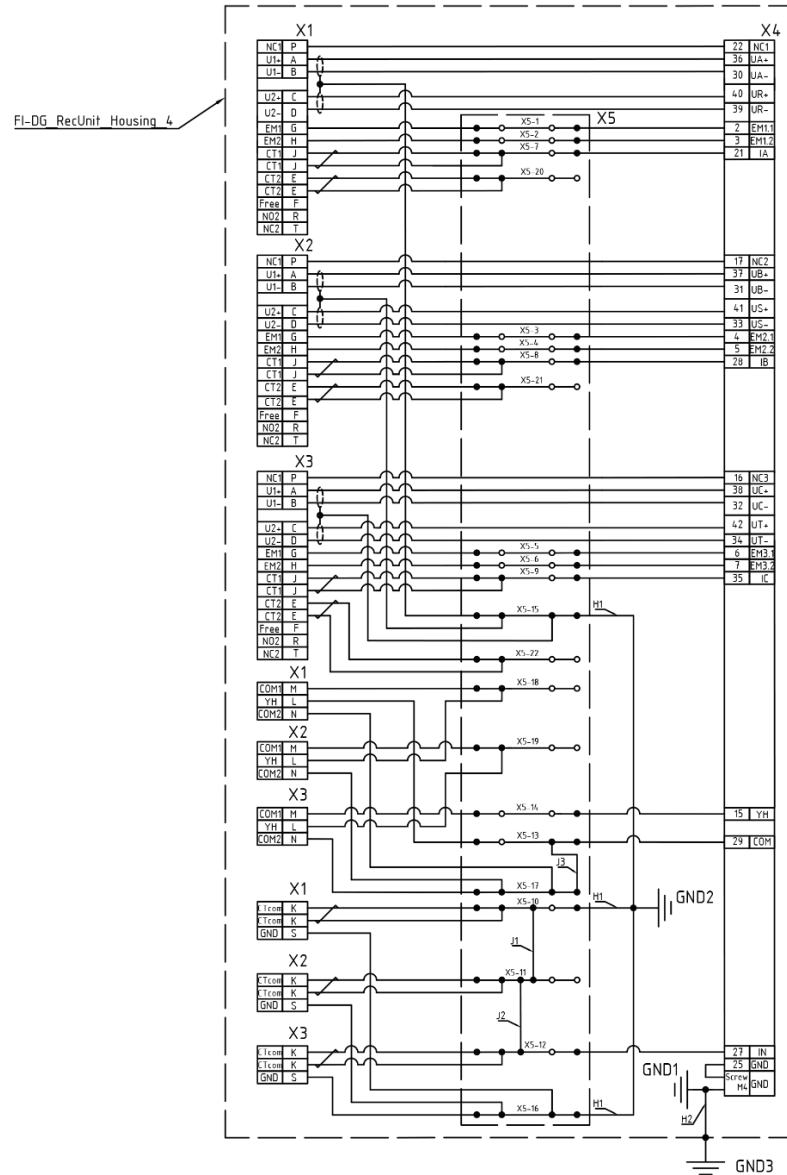 FI-DG_RecUnit_Housing_4
X1
X4
NC1 P
U1+ A
U1- B
U2+ C
U2- D
EM1 G
EM2 H
CT1 J
CT1 J
CT2 E
CT2 E
Free F
NO2 R
NC2 T
22 NC1
36 UA+
30 UA-
40 UR+
39 UR-
2 EM1.1
3 EM1.2
21 IA
X5
X5-1
X5-2
X5-7
X5-20
X2
NC1 P
U1+ A
U1- B
U2+ C
U2- D
EM1 G
EM2 H
CT1 J
CT1 J
CT2 E
CT2 E
Free F
NO2 R
NC2 T
17 NC2
37 UB+
31 UB-
41 US+
33 US-
4 EM2.1
5 EM2.2
28 IB
X5-3
X5-4
X5-8
X5-21
X3
NC1 P
U1+ A
U1- B
U2+ C
U2- D
EM1 G
EM2 H
CT1 J
CT1 J
CT2 E
CT2 E
Free F
NO2 R
NC2 T
16 NC3
38 UC+
32 UC-
42 UT+
34 UT-
6 EM3.1
7 EM3.2
35 IC
X5-5
X5-6
X5-9
X5-15
H1
X5-22
X1
COM1 M
YH L
COM2 N
X5-18
X2
COM1 M
YH L
COM2 N
X5-19
X3
COM1 M
YH L
COM2 N
X5-14
15 YH
X5-13
29 COM
J3
X5-17
X1
CTcom K
CTcom K
GND S
X5-10
H1
GND2
J1
X2
CTcom K
CTcom K
GND S
X5-11
J2
X3
CTcom K
CTcom K
GND S
X5-12
27 IN
25 GND
Screw M4 GND
GND1
X5-16
H1
H2
GND3